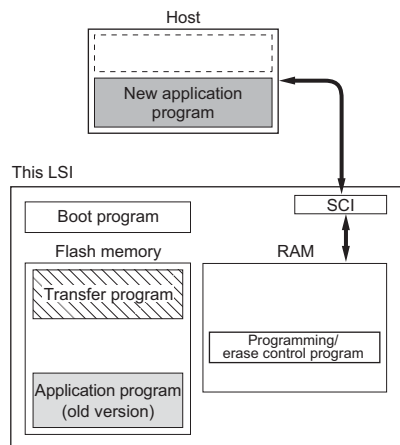 Host
New application
program
This LSI
SCI
Boot program
Flash memory
RAM
Transfer program
Programming/
erase control program
Application program
(old version)